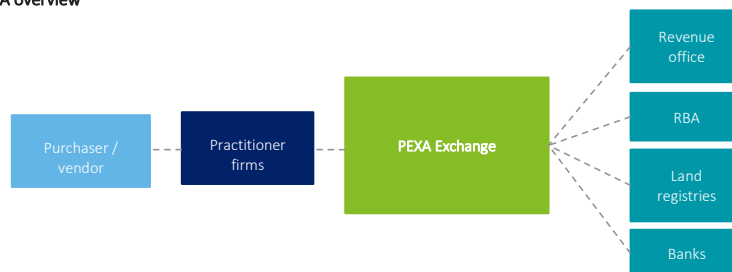 A overview
Purchaser /
vendor
Practitioner
firms
PEXA Exchange
Revenue
office
RBA
Land
registries
Banks